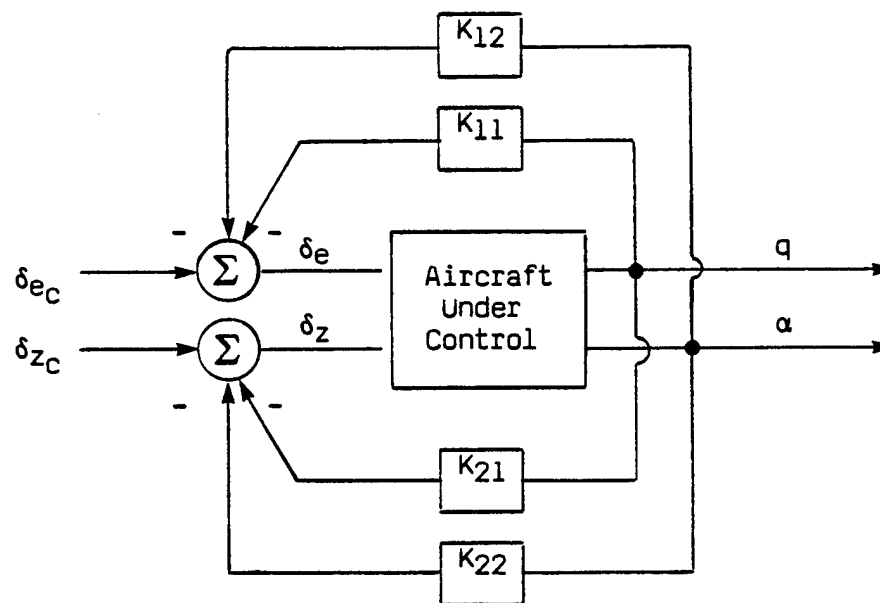 K12
K11
- -
δe q
δec Σ Aircraft
Under
Control
δz α
δzc Σ
- -
K21
K22